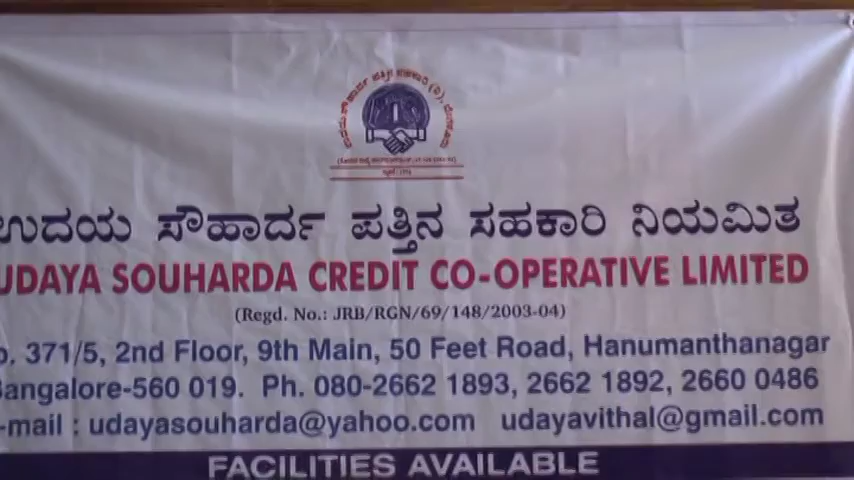 ಉದಯ ಸೌಹಾರ್ದ ಪತ್ತಿನ ಸಹಕಾರಿ ನಿಯಮಿತ
UDAYA SOUHARDA CREDIT CO-OPERATIVE LIMITED
(Regd. No.: JRB/RGN/69/148/2003-04)
o. 371/5, 2nd Floor, 9th Main, 50 Feet Road, Hanumanthanagar
Bangalore-560 019. Ph. 080-2662 1893, 2662 1892, 2660 0486
-mail : udayasouharda@yahoo.com udayavithal@gmail.com
FACILITIES AVAILABLE